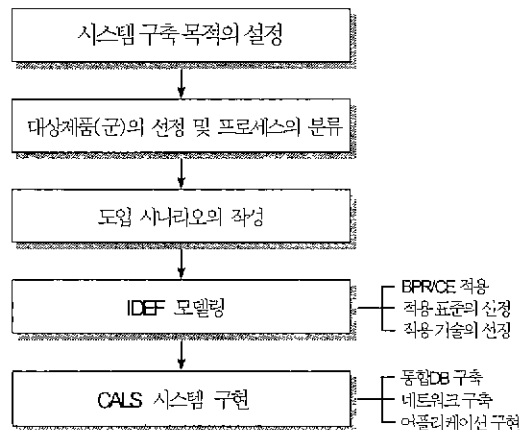 시스템 구축 목적의 설정
대상제품(군)의 선정 및 프로세스의 분류
도입 시나리오의 작성
IDEF 모델링
BPR/CE 적용
적용 표준의 선정
적용 기술의 선정
CALS 시스템 구현
통합DB 구축
네트워크 구축
어플리케이션 구현